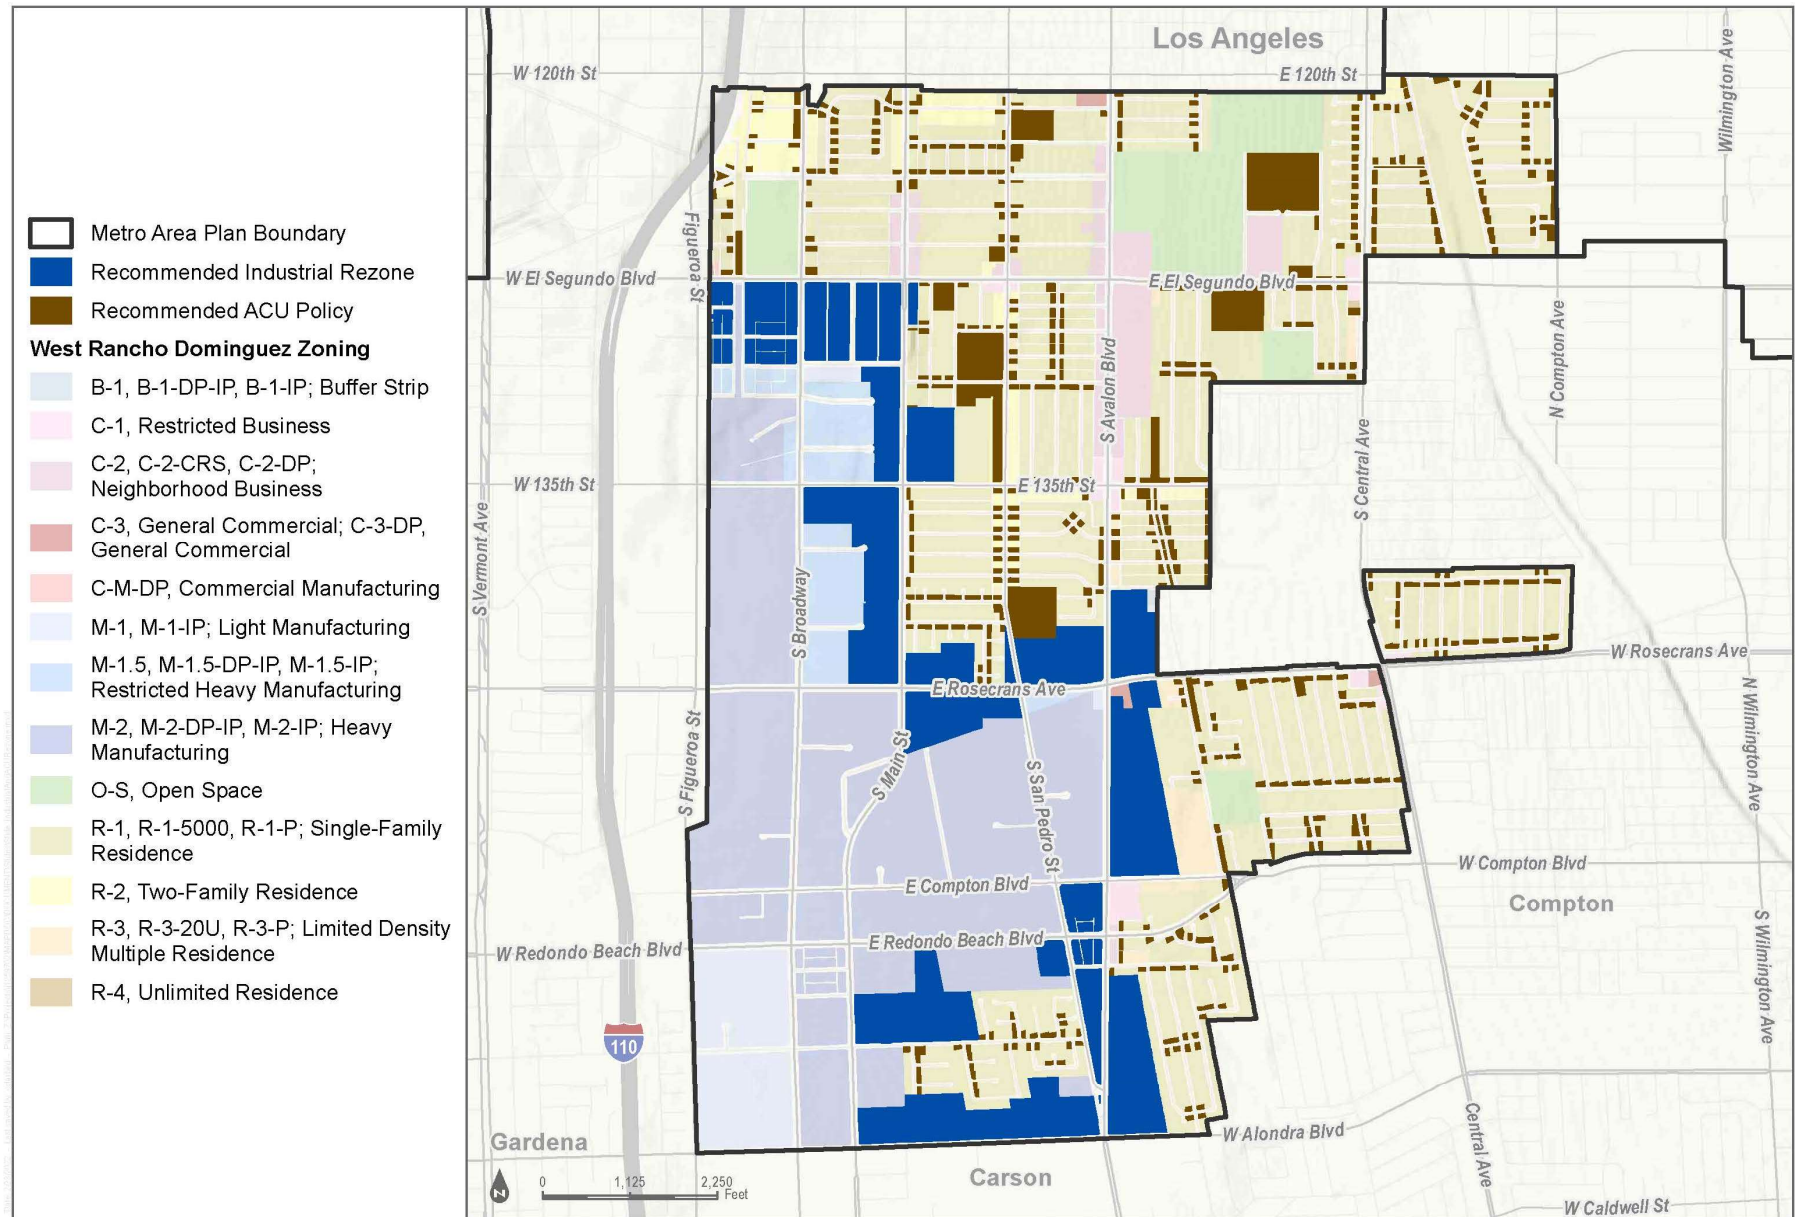 Metro Area Plan Boundary
Recommended Industrial Rezone
Recommended ACU Policy
West Rancho Dominguez Zoning
B-1, B-1-DP-IP, B-1-IP; Buffer Strip
C-1, Restricted Business
C-2, C-2-CRS, C-2-DP;
Neighborhood Business
C-3, General Commercial; C-3-DP,
General Commercial
C-M-DP, Commercial Manufacturing
M-1, M-1-IP; Light Manufacturing
M-1.5, M-1.5-DP-IP, M-1.5-IP;
Restricted Heavy Manufacturing
M-2, M-2-DP-IP, M-2-IP; Heavy
Manufacturing
O-S, Open Space
R-1, R-1-5000, R-1-P; Single-Family
Residence
R-2, Two-Family Residence
R-3, R-3-20U, R-3-P; Limited Density
Multiple Residence
R-4, Unlimited Residence
Los Angeles
W 120th St
E 120th St
Wilmington Ave
Figueroa St
W El Segundo Blvd
E El Segundo Blvd
N Compton Ave
S Avalon Blvd
S Central Ave
W 135th St
E 135th St
S Vermont Ave
S Broadway
W Rosecrans Ave
E Rosecrans Ave
N Wilmington Ave
S Figueroa St
S Main St
S San Pedro St
W Compton Blvd
E Compton Blvd
Compton
S Wilmington Ave
W Redondo Beach Blvd
E Redondo Beach Blvd
110
Gardena
W Alondra Blvd
Central Ave
Carson
W Caldwell St
N
0 1,125 2,250
Feet